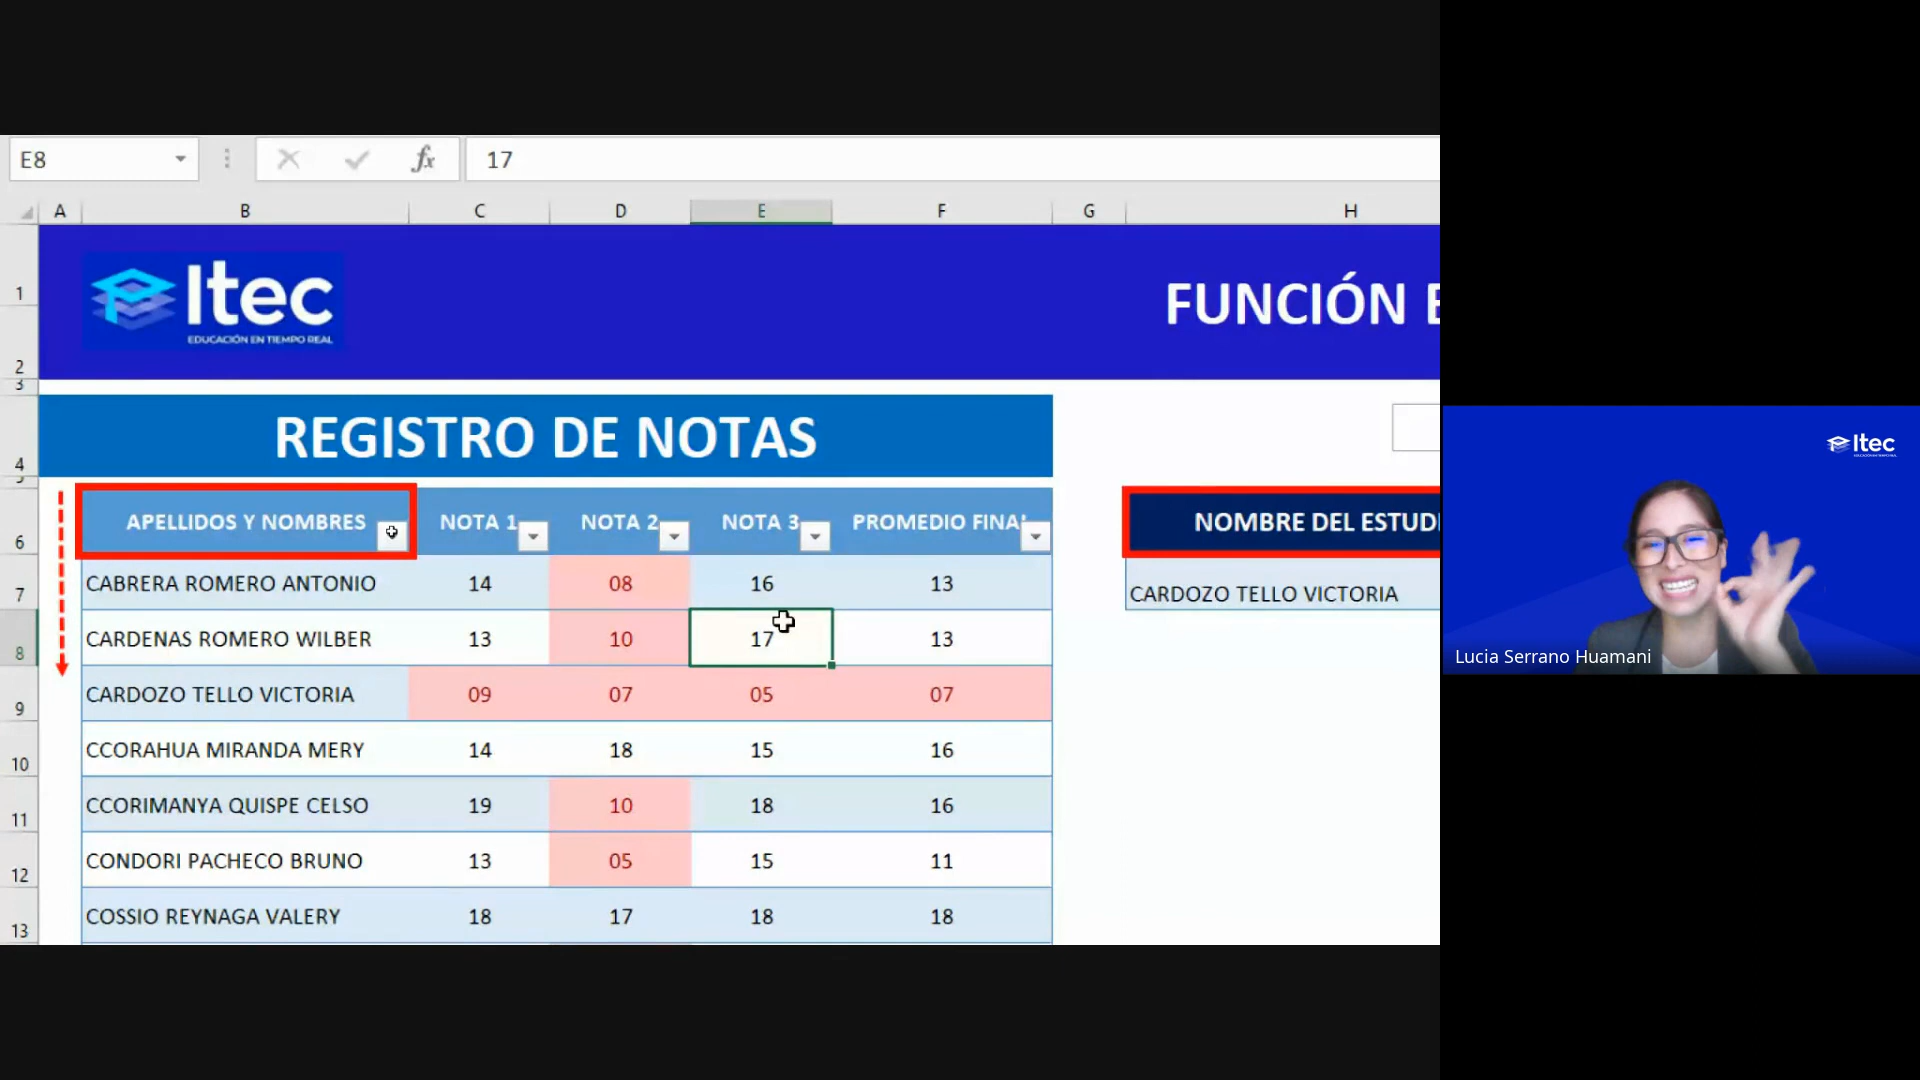 E8
fx
17
A B C D E F G H
1
2
3
4
5
6
7
8
9
10
11
12
13
Itec
EDUCACIÓN EN TIEMPO REAL
FUNCIÓN
REGISTRO DE NOTAS
APELLIDOS Y NOMBRES NOTA 1 NOTA 2 NOTA 3 PROMEDIO FINAL
CABRERA ROMERO ANTONIO 14 08 16 13
CARDENAS ROMERO WILBER 13 10 17 13
CARDOZO TELLO VICTORIA 09 07 05 07
CCORAHUA MIRANDA MERY 14 18 15 16
CCORIMANYA QUISPE CELSO 19 10 18 16
CONDORI PACHECO BRUNO 13 05 15 11
COSSIO REYNAGA VALERY 18 17 18 18
NOMBRE DEL ESTUDI
CARDOZO TELLO VICTORIA
Itec
Lucia Serrano Huamani